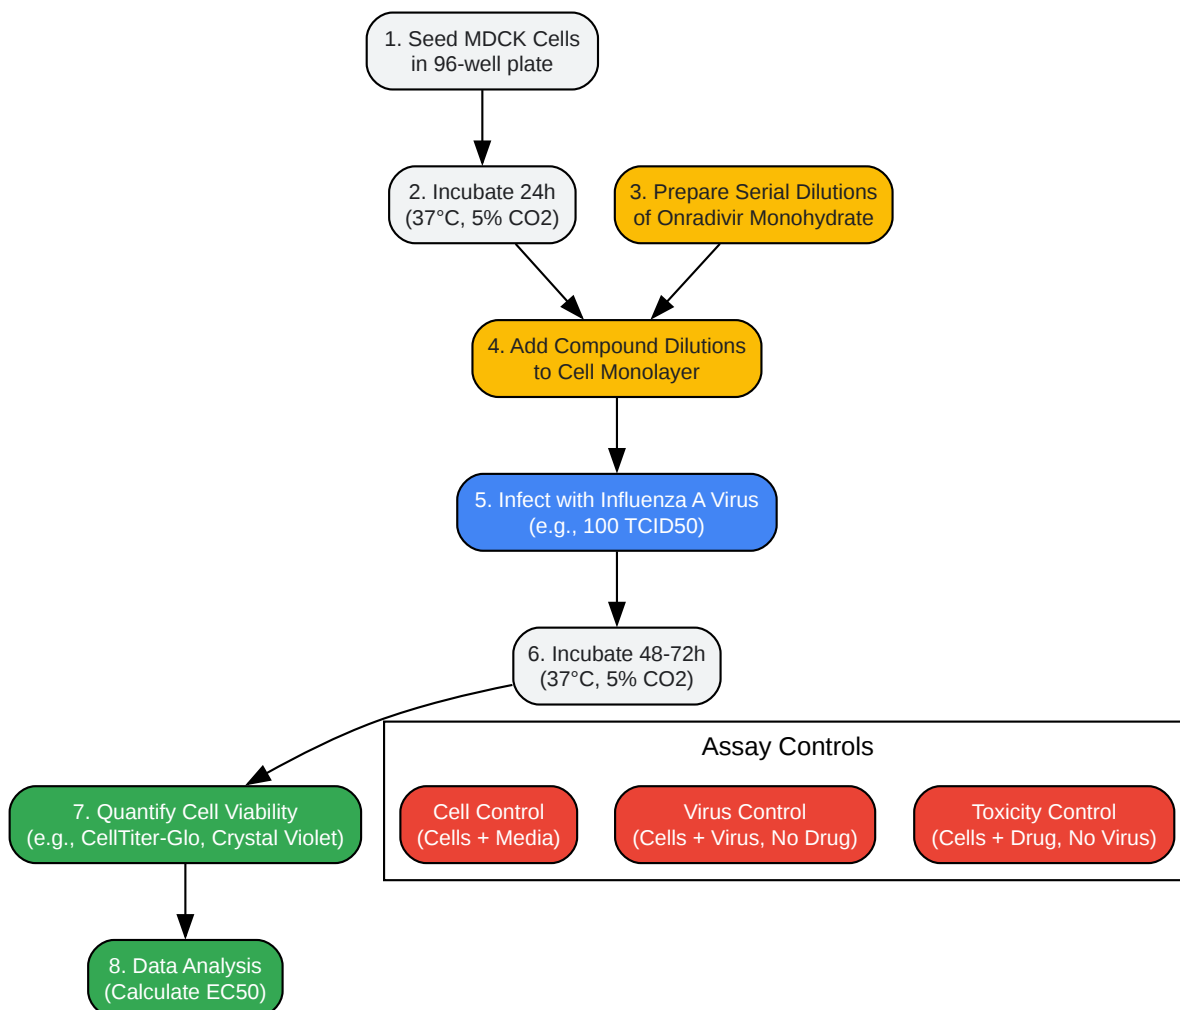 1. Seed MDCK Cells
in 96-well plate
2. Incubate 24h
(37°C, 5% CO2)
3. Prepare Serial Dilutions
of Onradivir Monohydrate
4. Add Compound Dilutions
to Cell Monolayer
5. Infect with Influenza A Virus
(e.g., 100 TCID50)
6. Incubate 48-72h
(37°C, 5% CO2)
Assay Controls
7. Quantify Cell Viability
(e.g., CellTiter-Glo, Crystal Violet)
Cell Control
(Cells + Media)
Virus Control
(Cells + Virus, No Drug)
Toxicity Control
(Cells + Drug, No Virus)
8. Data Analysis
(Calculate EC50)